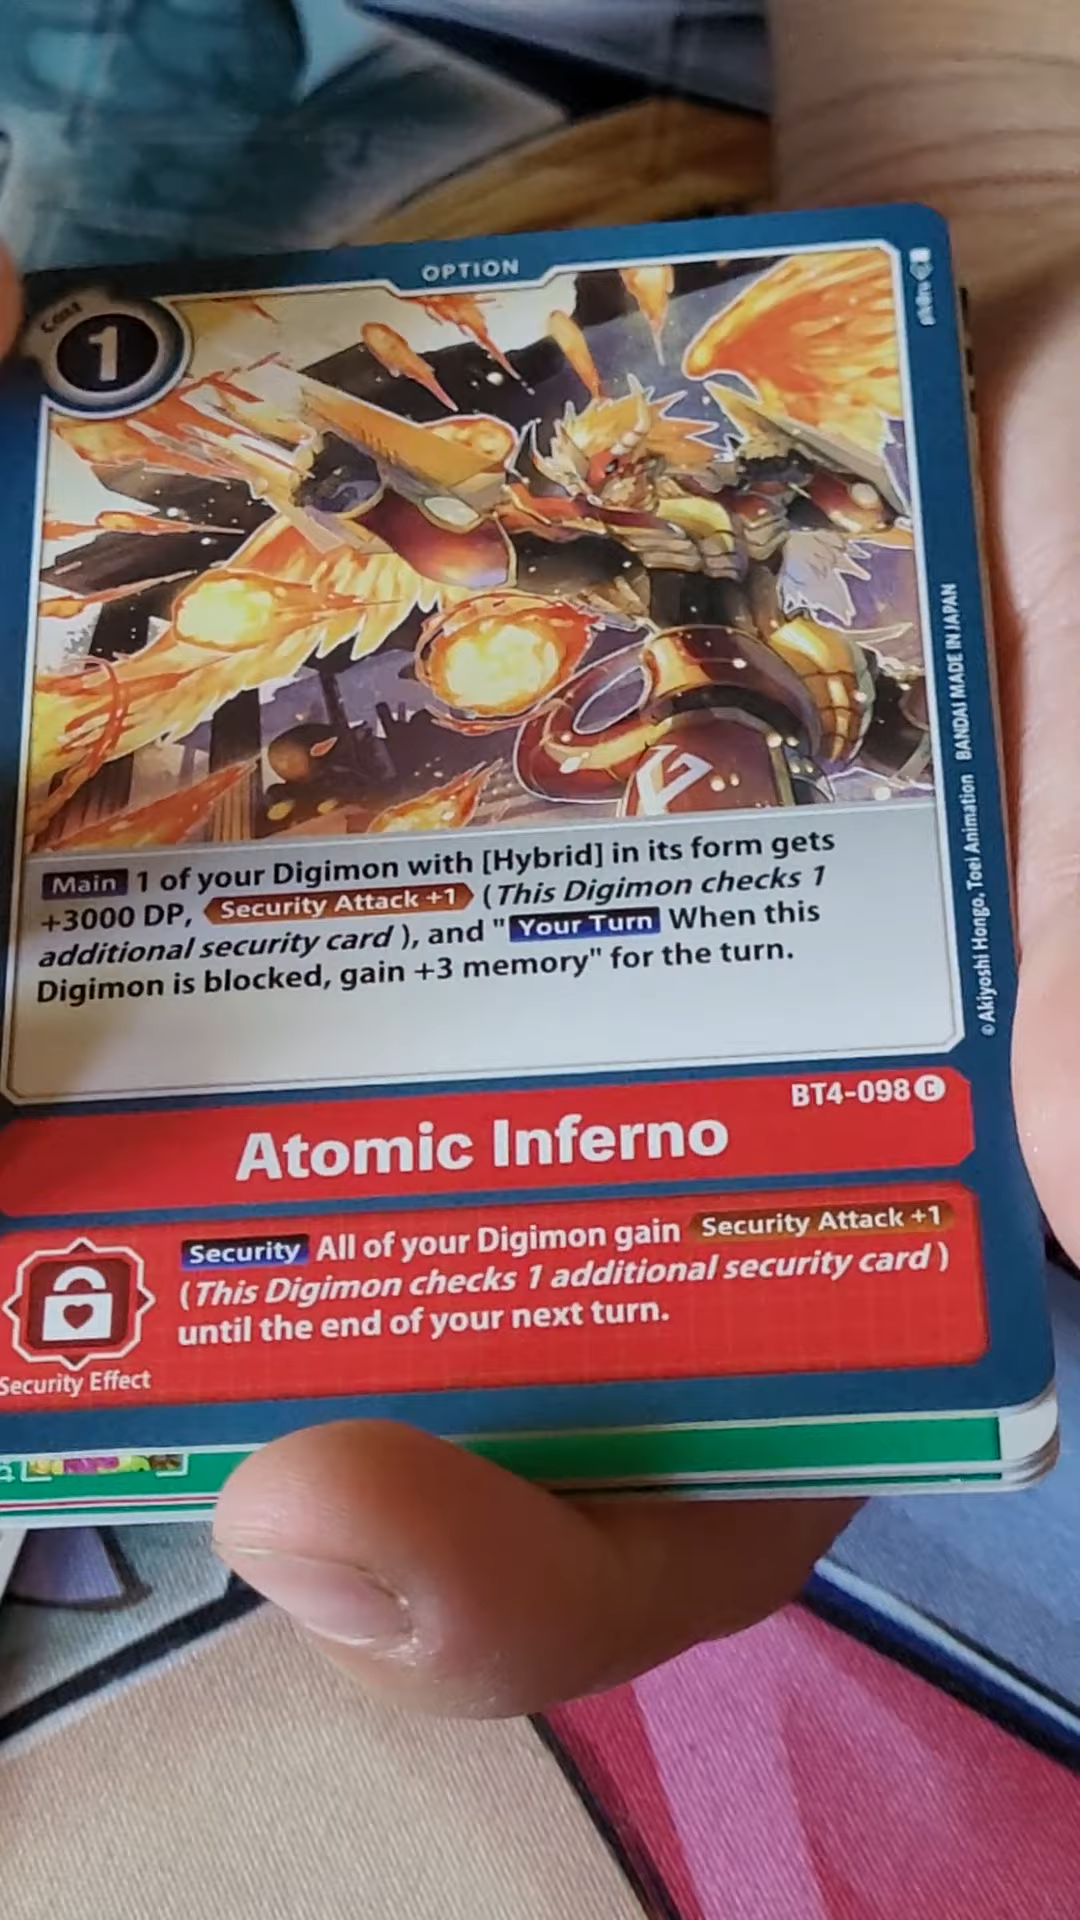 OPTION
Cost
1
Main 1 of your Digimon with [Hybrid] in its form gets
+3000 DP, Security Attack +1 (This Digimon checks 1
additional security card), and "Your Turn When this
Digimon is blocked, gain +3 memory" for the turn.
©Akiyoshi Hongo, Toei Animation BANDAI MADE IN JAPAN
BT4-098 C
Atomic Inferno
Security All of your Digimon gain Security Attack +1
(This Digimon checks 1 additional security card)
until the end of your next turn.
Security Effect